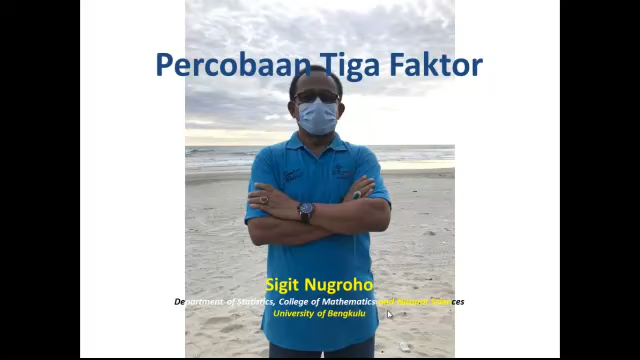 Percobaan Tiga Faktor
Sigit Nugroho
Department of Statistics, College of Mathematics and Natural Sciences
University of Bengkulu